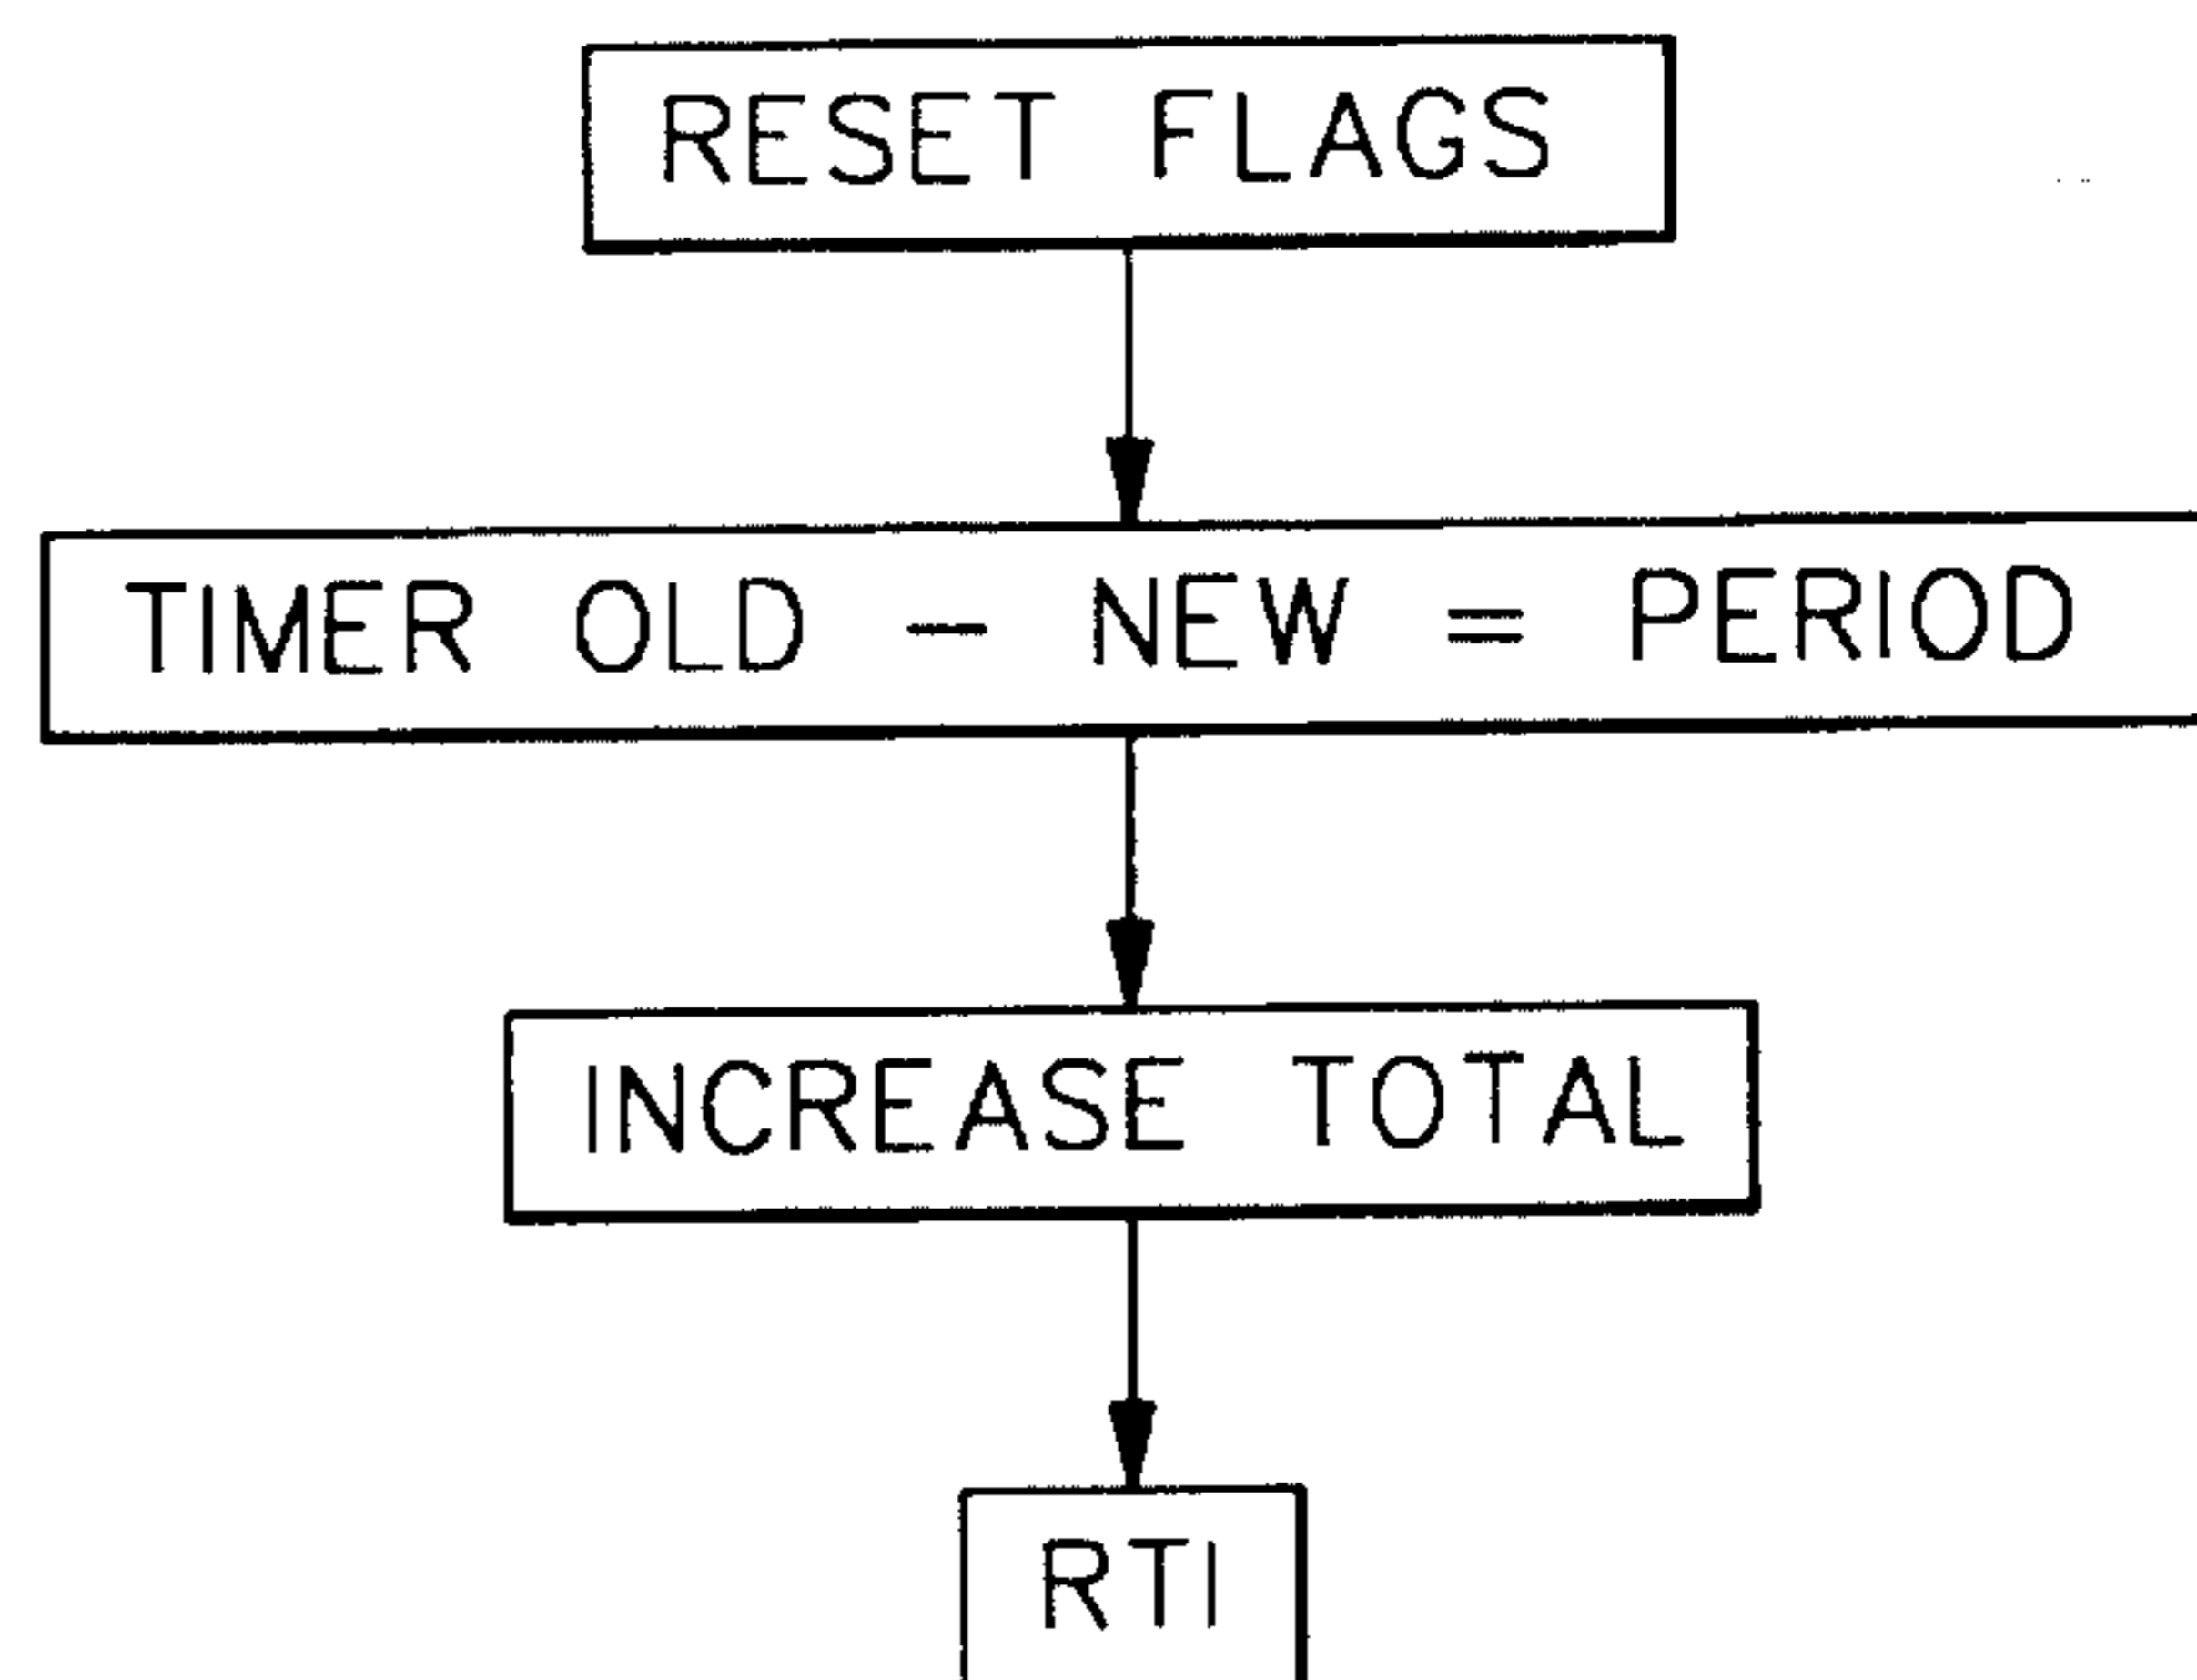 RESET FLAGS
TIMER OLD - NEW = PERIOD
INCREASE TOTAL
RTI